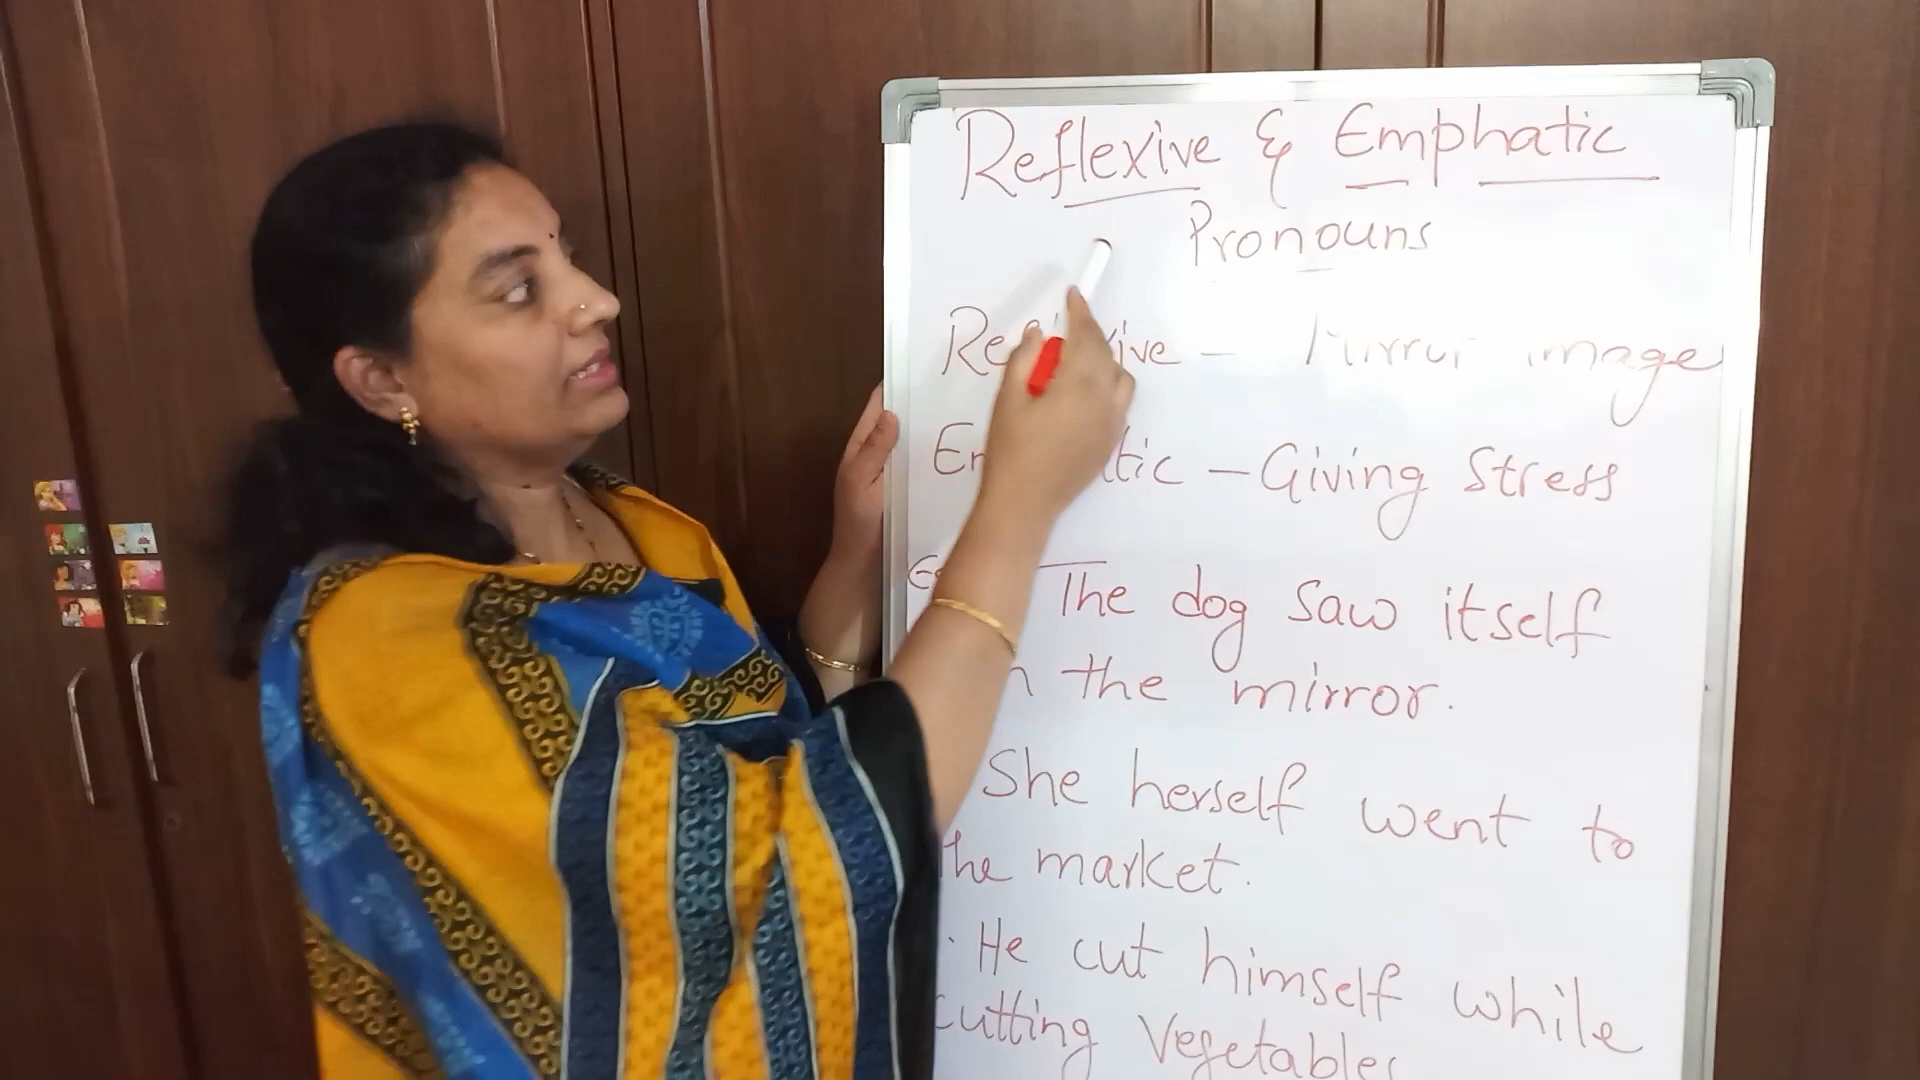 Reflexive & Emphatic
Pronouns
Reflexive - Mirror image
Emphatic - Giving Stress
The dog saw itself
the mirror.
She herself went to
the market.
He cut himself while
cutting Vegetables